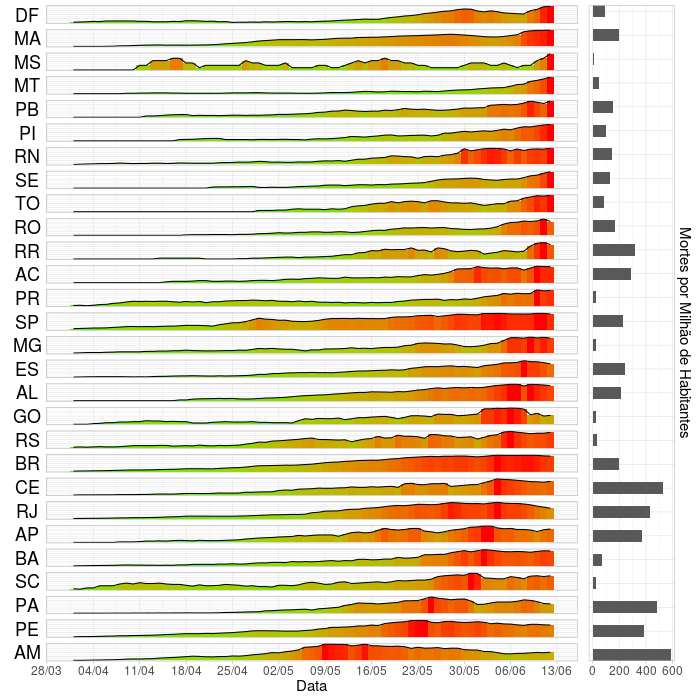 DF
MA
MS
MT
PB
PI
RN
SE
TO
RO
RR
AC
PR
SP
MG
ES
AL
GO
RS
BR
CE
RJ
AP
BA
SC
PA
PE
AM
28/03 04/04 11/04 18/04 25/04 02/05 09/05 16/05 23/05 30/05 06/06 13/06
Data
0 200 400 600
Mortes por Milhão de Habitantes